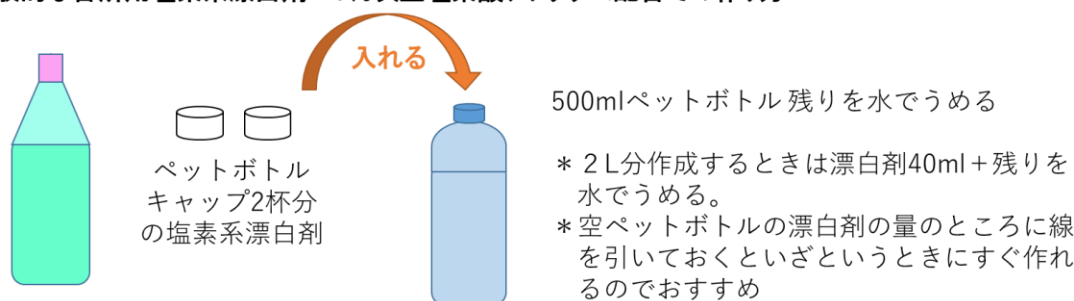 入れる
ペットボトル
キャップ2杯分
の塩素系漂白剤
500mlペットボトル 残りを水でうめる
＊２L分作成するときは漂白剤40ml＋残りを
水でうめる。
＊空ペットボトルの漂白剤の量のところに線
を引いておくといざというときにすぐ作れ
るのでおすすめ